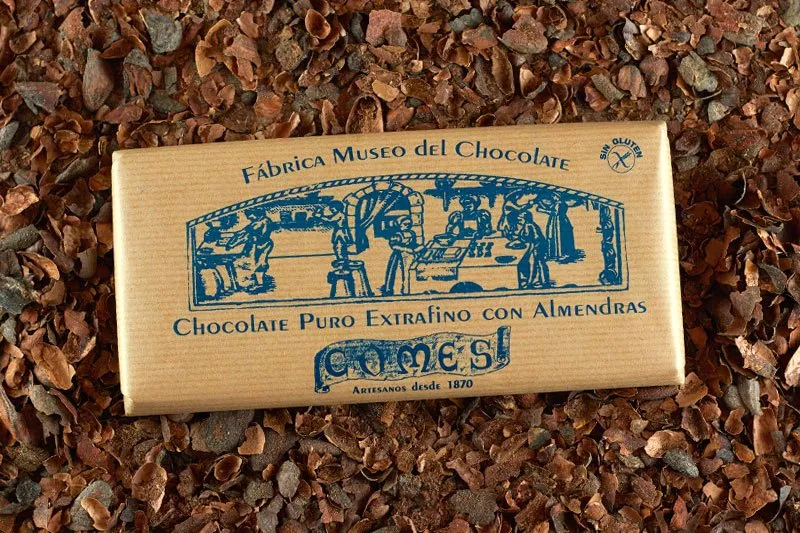 Fábrica Museo del Chocolate
SIN GLUTEN
Chocolate Puro Extrafino con Almendras
COMES
Artesanos desde 1870